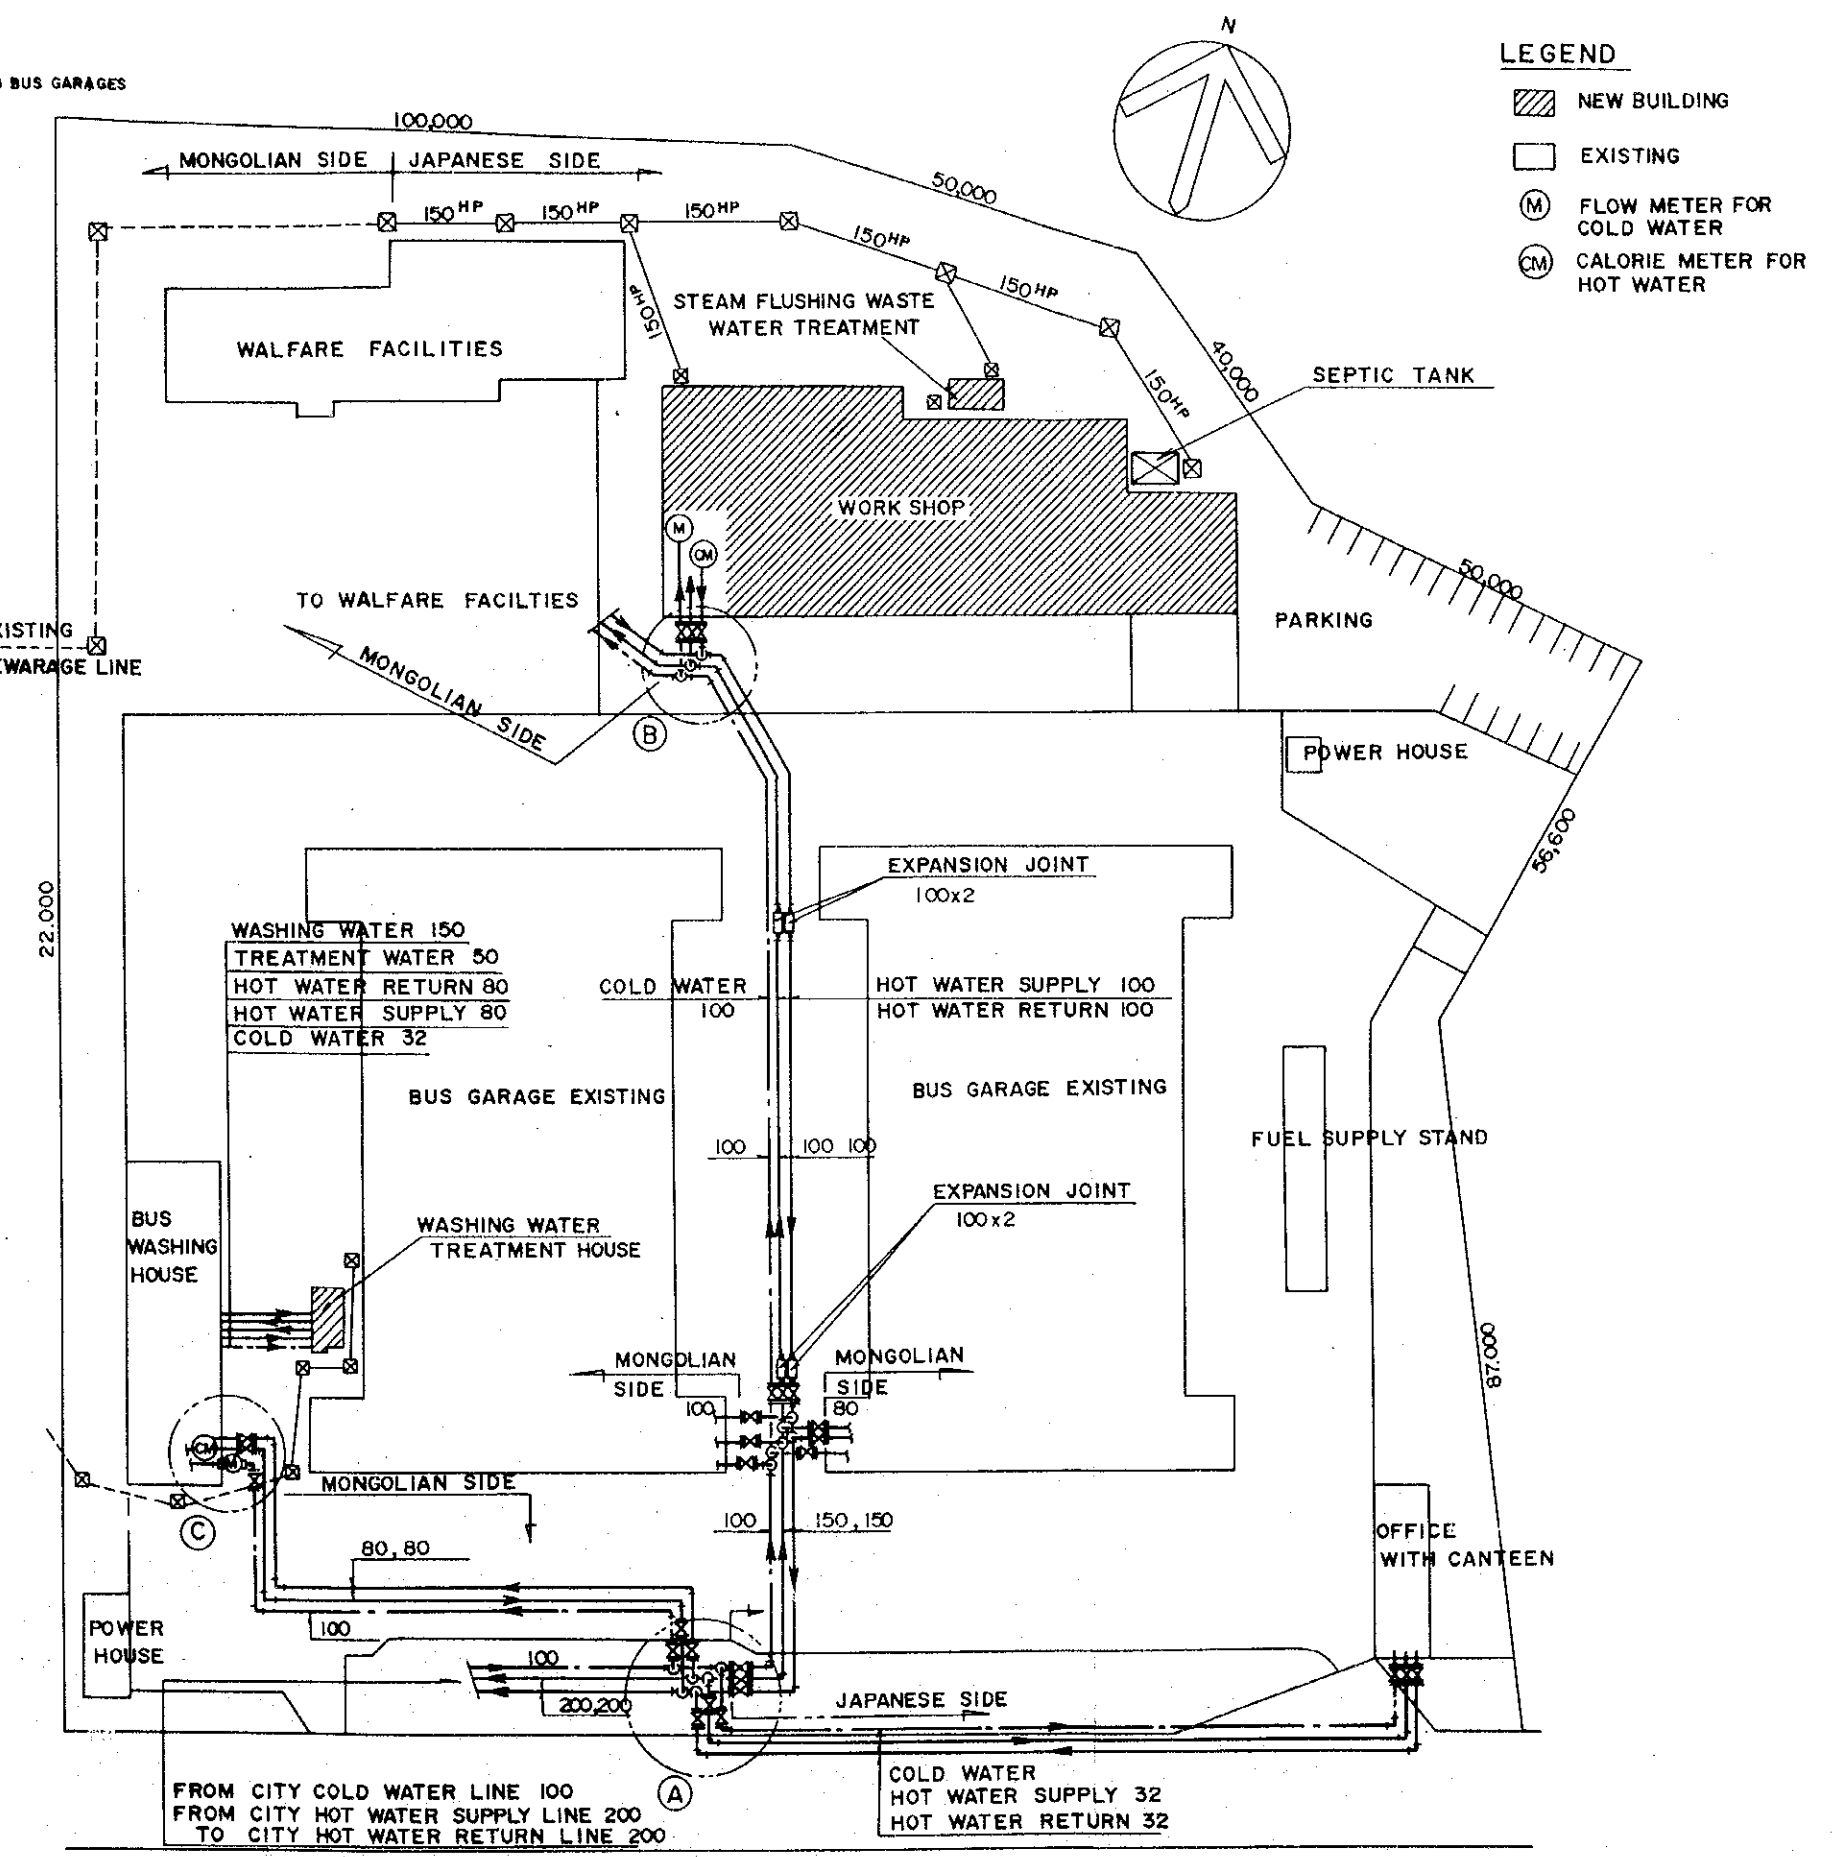 N
LEGEND
NEW BUILDING
EXISTING
M FLOW METER FOR
COLD WATER
CM CALORIE METER FOR
HOT WATER
BUS GARAGES
100,000
MONGOLIAN SIDE JAPANESE SIDE
50,000
150HP 150HP 150HP
150HP
150HP
150HP
STEAM FLUSHING WASTE
WATER TREATMENT
WALFARE FACILITIES
40,000
SEPTIC TANK
150HP
WORK SHOP
M
CM
50,000
TO WALFARE FACILTIES
PARKING
XISTING
EWARAGE LINE
MONGOLIAN SIDE
B
POWER HOUSE
56,600
EXPANSION JOINT
100x2
22.000
WASHING WATER 150
TREATMENT WATER 50
HOT WATER RETURN 80
HOT WATER SUPPLY 80
COLD WATER 32
COLD WATER
100
HOT WATER SUPPLY 100
HOT WATER RETURN 100
BUS GARAGE EXISTING
BUS GARAGE EXISTING
FUEL SUPPLY STAND
100 100 100
EXPANSION JOINT
100x2
BUS
WASHING
HOUSE
WASHING WATER
TREATMENT HOUSE
MONGOLIAN
SIDE
MONGOLIAN
SIDE
87,000
100
80
CM
M
MONGOLIAN SIDE
C
100 150,150
OFFICE
WITH CANTEEN
80,80
POWER
HOUSE
100
100
200,200
JAPANESE SIDE
A
FROM CITY COLD WATER LINE 100
FROM CITY HOT WATER SUPPLY LINE 200
TO CITY HOT WATER RETURN LINE 200
COLD WATER
HOT WATER SUPPLY 32
HOT WATER RETURN 32